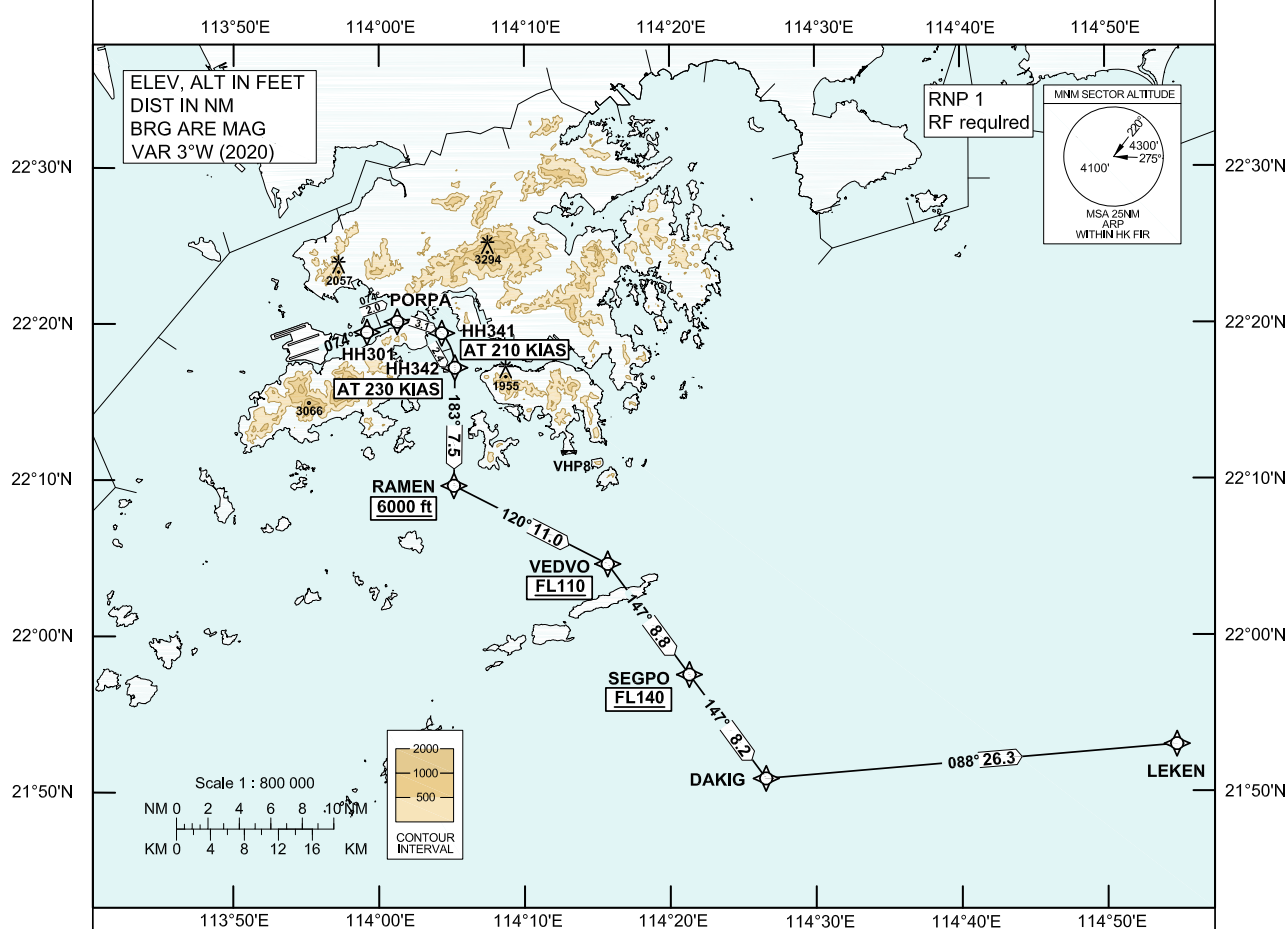 113°50'E
114°00'E
114°10'E
114°20'E
114°30'E
114°40'E
114°50'E
ELEV, ALT IN FEET
DIST IN NM
BRG ARE MAG
VAR 3°W (2020)
RNP 1
RF required
MNM SECTOR ALTITUDE
220°
4300'
275°
4100'
MSA 25NM
ARP
WITHIN HK FIR
22°30'N
22°30'N
3294
2057
074°
2.0
PORPA
3.1
22°20'N
22°20'N
074°
HH301
HH341
AT 210 KIAS
2.4
HH342
AT 230 KIAS
1955
3066
183° 7.5
VHP8
22°10'N
22°10'N
RAMEN
6000 ft
120° 11.0
VEDVO
FL110
147° 8.8
22°00'N
22°00'N
SEGPO
FL140
147° 8.2
088° 26.3
DAKIG
LEKEN
21°50'N
21°50'N
2000
1000
500
CONTOUR
INTERVAL
Scale 1 : 800 000
NM 0 2 4 6 8 10 NM
KM 0 4 8 12 16 KM
113°50'E
114°00'E
114°10'E
114°20'E
114°30'E
114°40'E
114°50'E